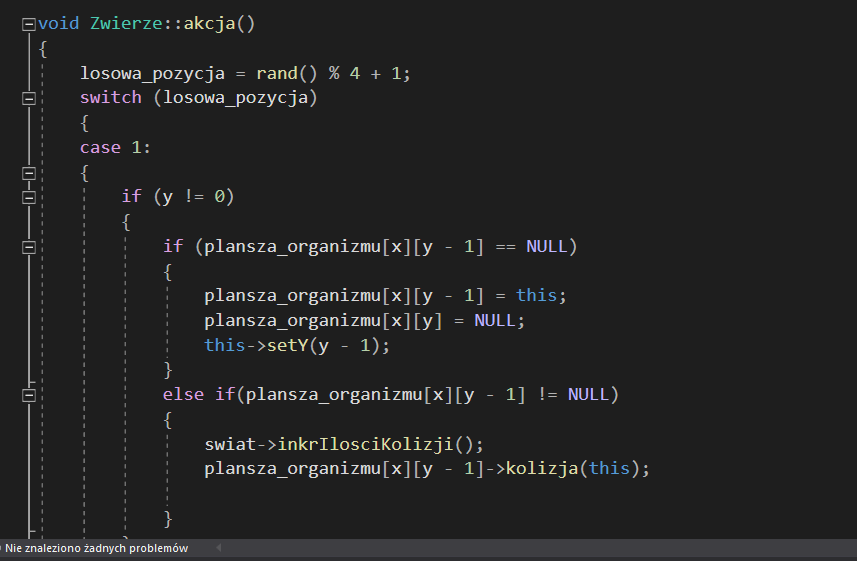 void Zwierze::akcja()
{
losowa_pozycja = rand() % 4 + 1;
switch (losowa_pozycja)
{
case 1:
{
if (y != 0)
{
if (plansza_organizmu[x][y - 1] == NULL)
{
plansza_organizmu[x][y - 1] = this;
plansza_organizmu[x][y] = NULL;
this->setY(y - 1);
}
else if(plansza_organizmu[x][y - 1] != NULL)
{
swiat->inkrIlosciKolizji();
plansza_organizmu[x][y - 1]->kolizja(this);
}
Nie znaleziono żadnych problemów